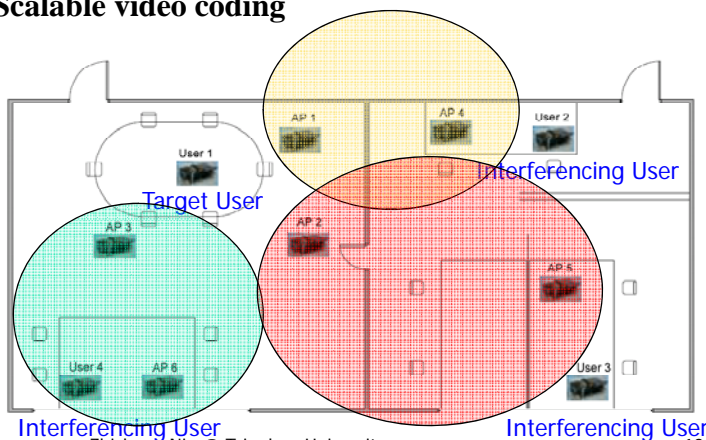 Scalable video coding
AP 1
AP 4
User 2
User 1
Interferencing User
Target User
AP 3
AP 2
AP 5
User 4
AP 6
User 3
Interferencing User
Interferencing User